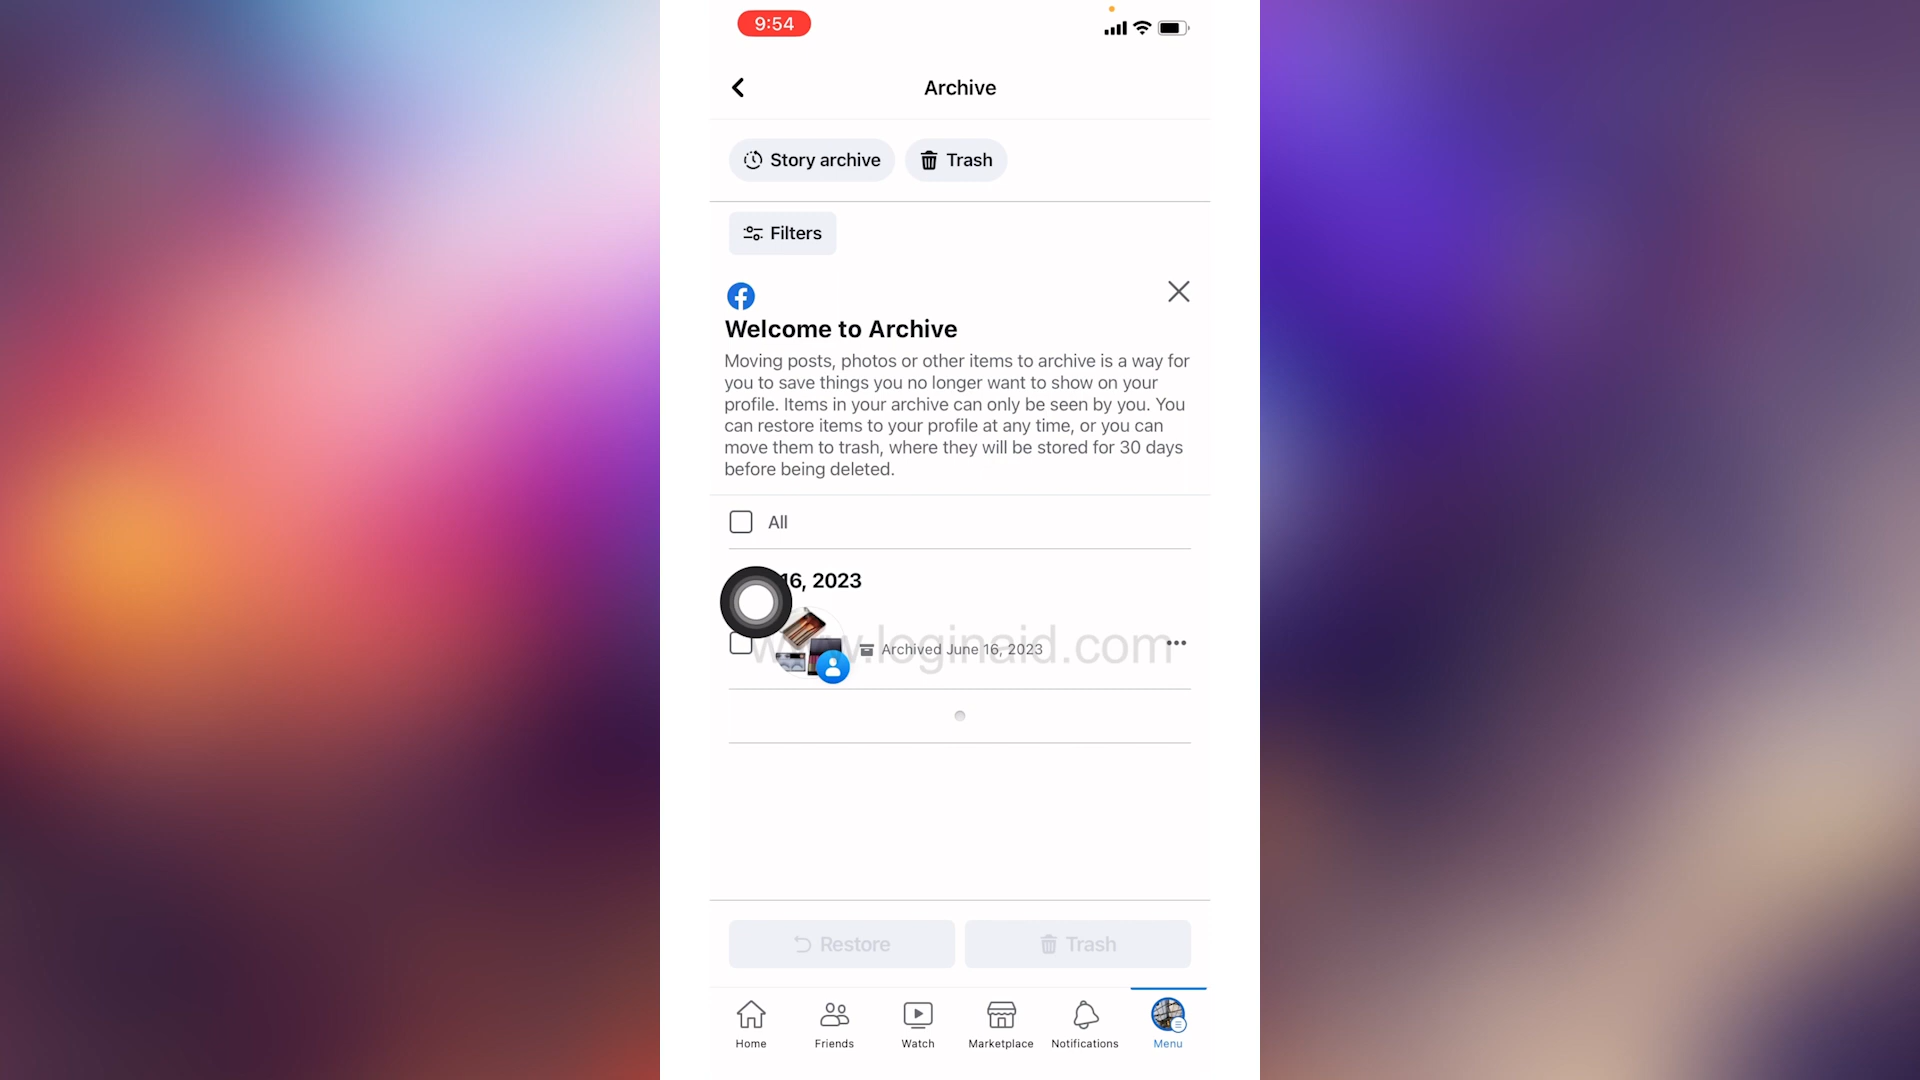 9:54
Archive
Story archive
Trash
Filters
Welcome to Archive
Moving posts, photos or other items to archive is a way for
you to save things you no longer want to show on your
profile. Items in your archive can only be seen by you. You
can restore items to your profile at any time, or you can
move them to trash, where they will be stored for 30 days
before being deleted.
All
16, 2023
www.loginaid.com
Archived June 16, 2023
Restore
Trash
Home
Friends
Watch
Marketplace
Notifications
Menu